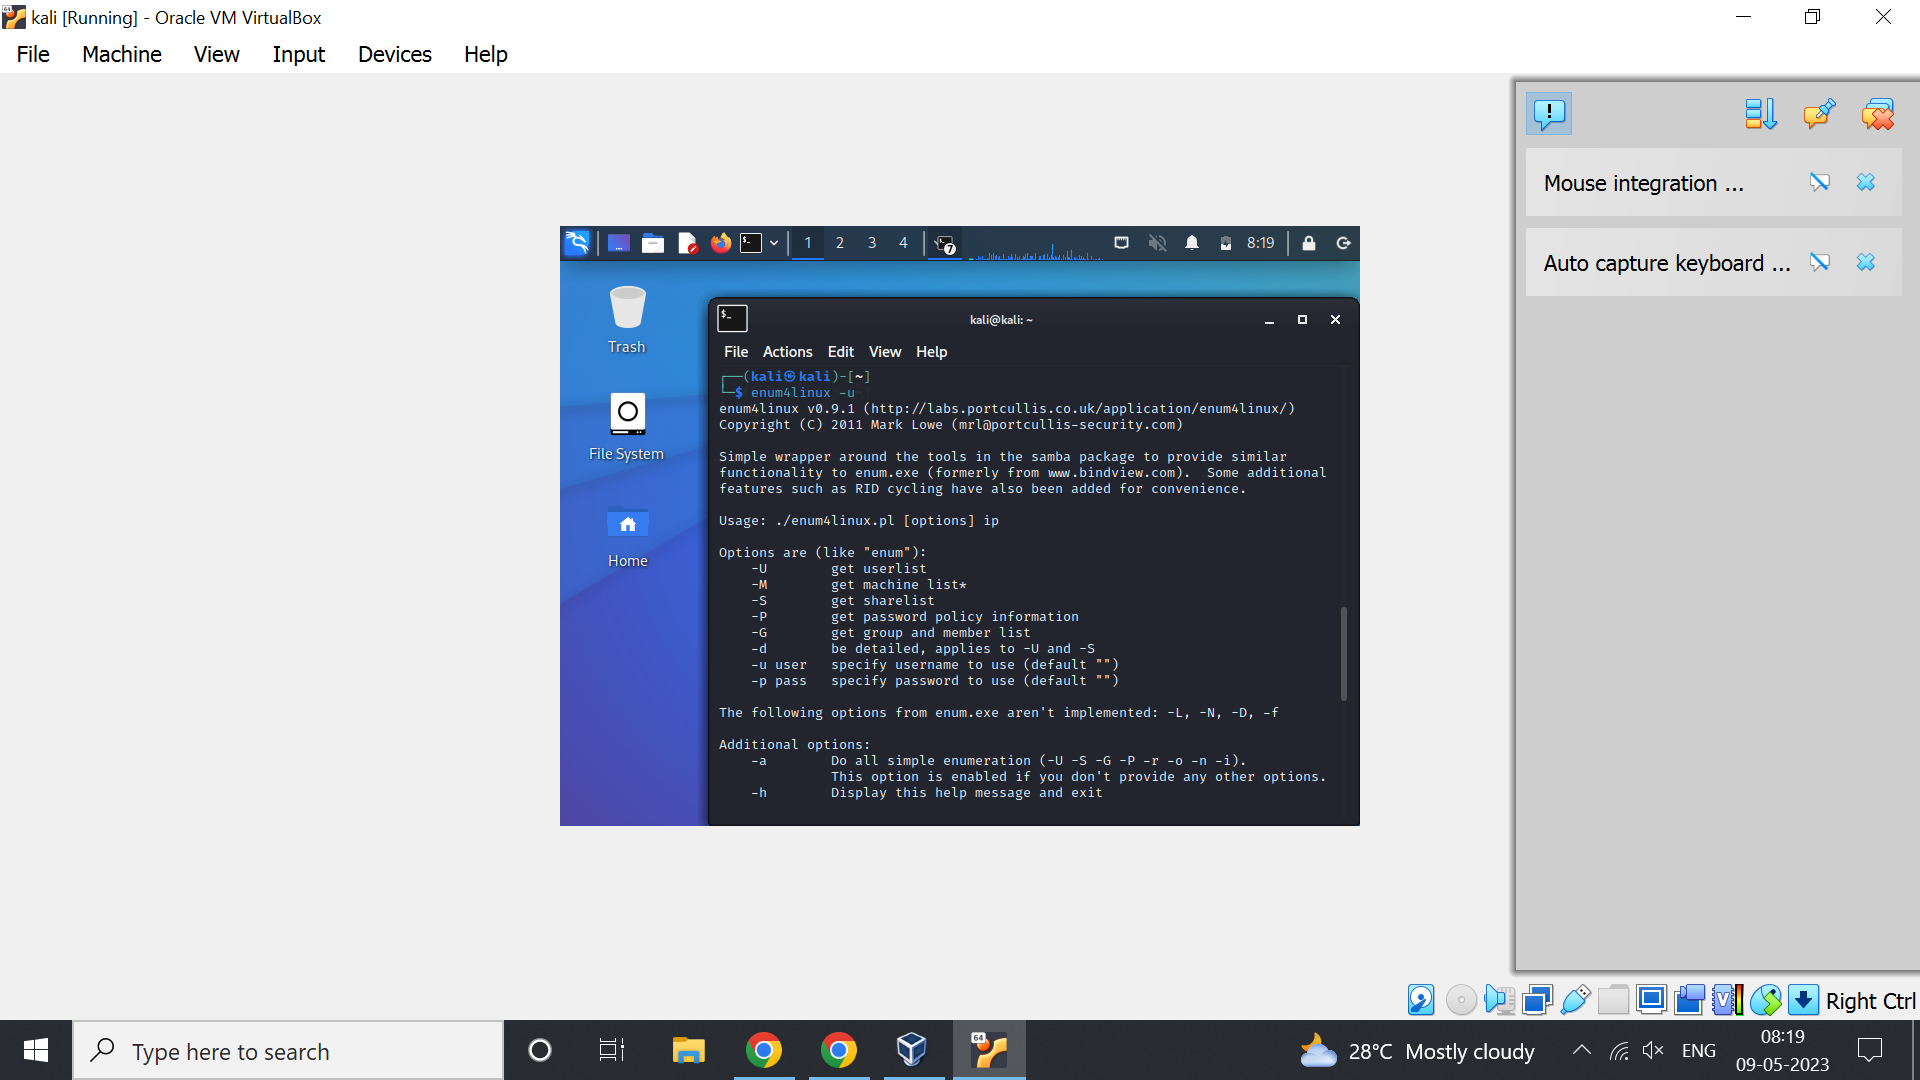 kali [Running] - Oracle VM VirtualBox
File Machine View Input Devices Help
Mouse integration ...
Auto capture keyboard ...
1 2 3 4 7 8:19
Trash
File System
Home
kali@kali: ~
File Actions Edit View Help
┌──(kali㉿kali)-[~]
└─$ enum4linux -u
enum4linux v0.9.1 (http://labs.portcullis.co.uk/application/enum4linux/)
Copyright (C) 2011 Mark Lowe (mrl@portcullis-security.com)
Simple wrapper around the tools in the samba package to provide similar
functionality to enum.exe (formerly from www.bindview.com).  Some additional
features such as RID cycling have also been added for convenience.
Usage: ./enum4linux.pl [options] ip
Options are (like "enum"):
-U get userlist
-M get machine list*
-S get sharelist
-P get password policy information
-G get group and member list
-d be detailed, applies to -U and -S
-u user specify username to use (default "")
-p pass specify password to use (default "")
The following options from enum.exe aren't implemented: -L, -N, -D, -f
Additional options:
-a Do all simple enumeration (-U -S -G -P -r -o -n -i).
This option is enabled if you don't provide any other options.
-h Display this help message and exit
Right Ctrl
Type here to search
64
28°C Mostly cloudy
ENG
08:19
09-05-2023